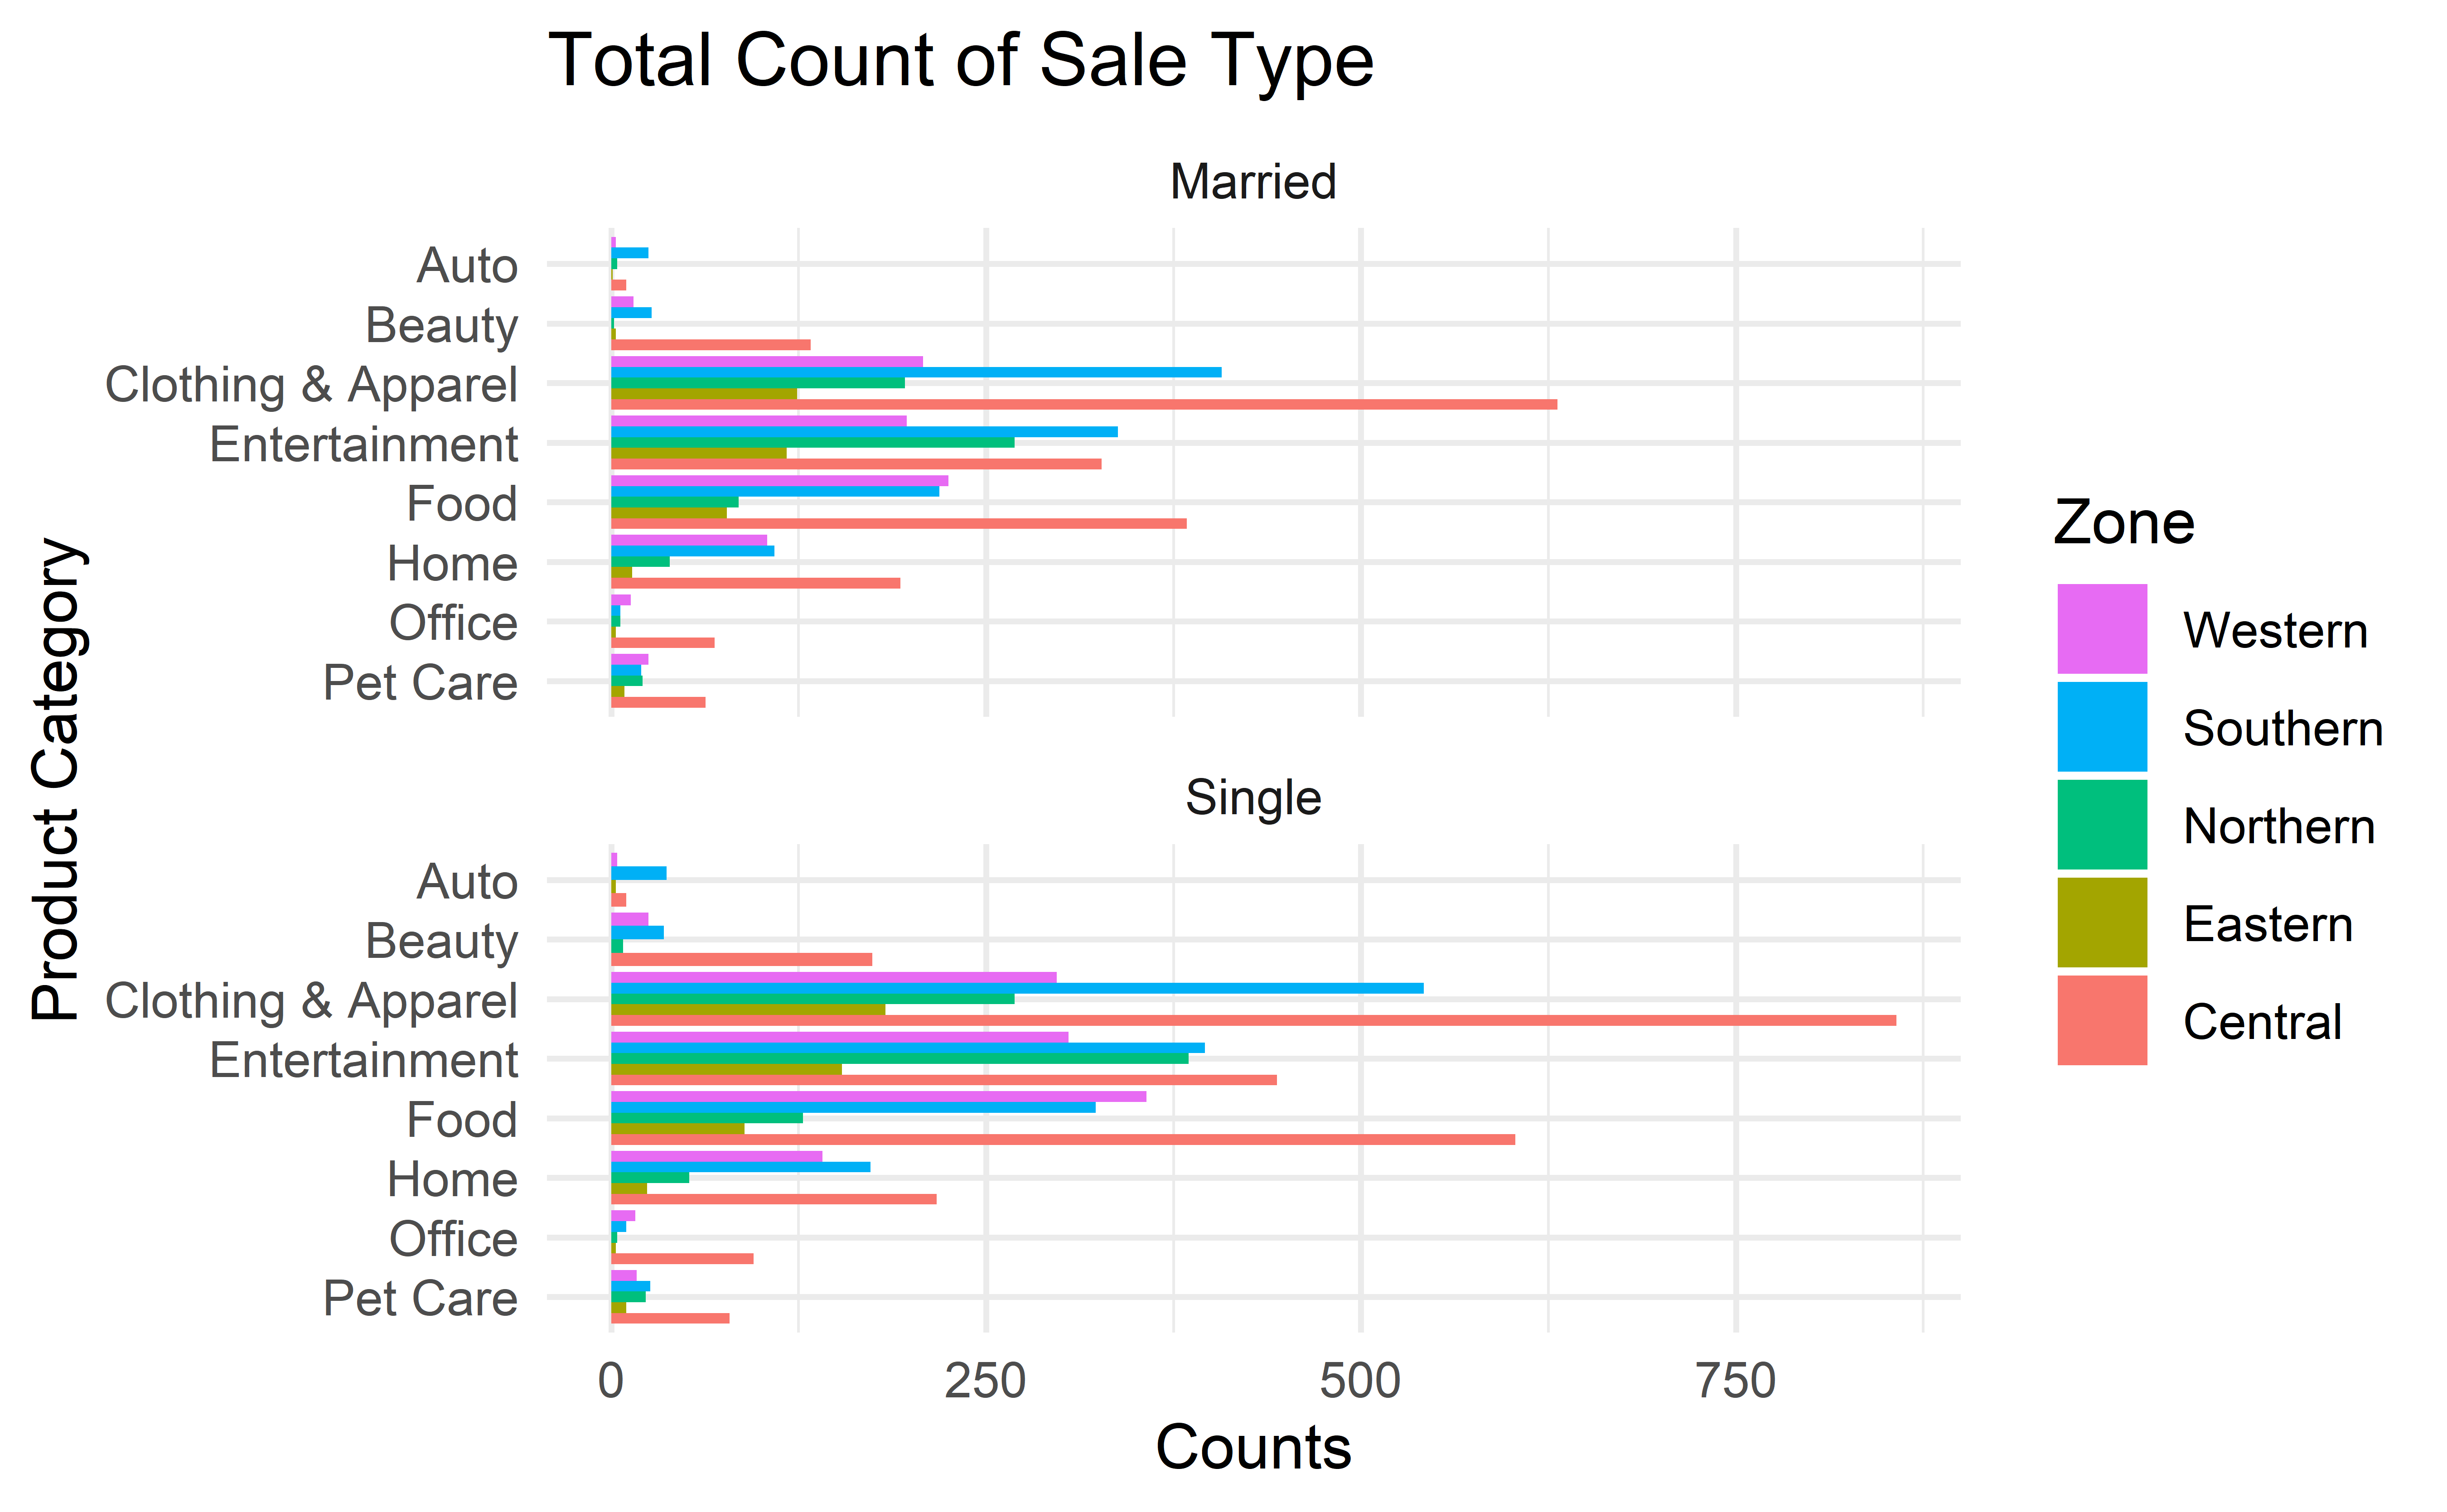 Total Count of Sale Type
Married
Auto
Beauty
Clothing & Apparel
Entertainment
Food
Home
Office
Pet Care
Single
Auto
Beauty
Clothing & Apparel
Entertainment
Food
Home
Office
Pet Care
0 250 500 750
Counts
Product Category
Zone
Western
Southern
Northern
Eastern
Central